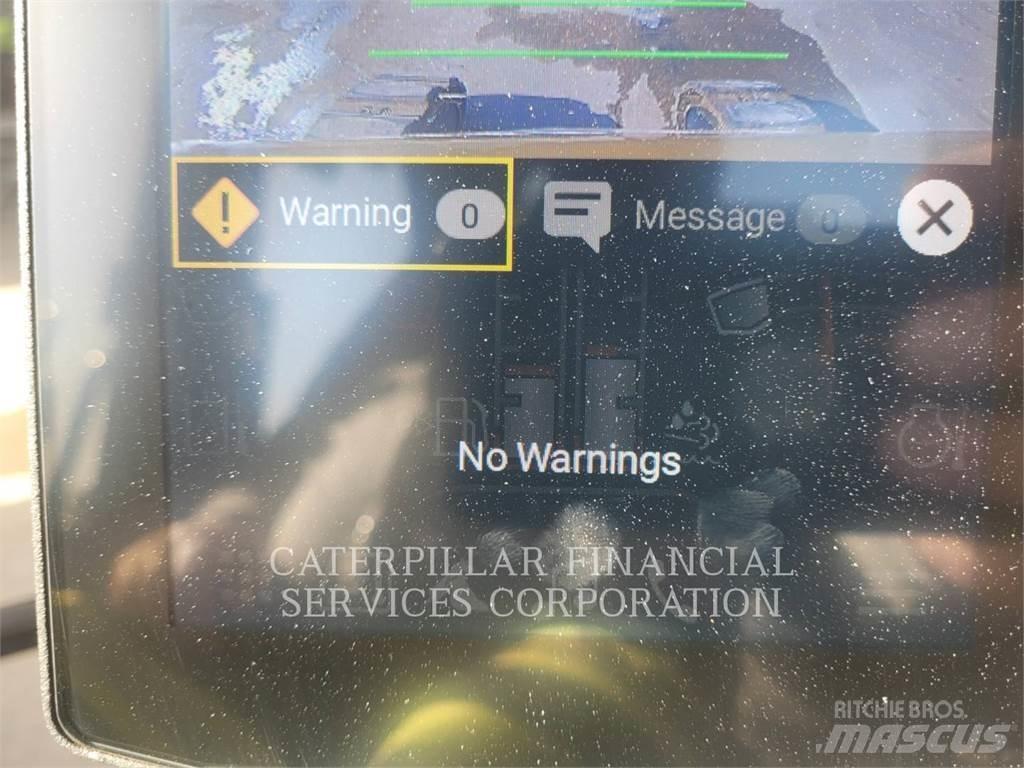 Warning 0 Message 0
No Warnings
CATERPILLAR FINANCIAL
SERVICES CORPORATION
RITCHIE BROS.
MASCUS